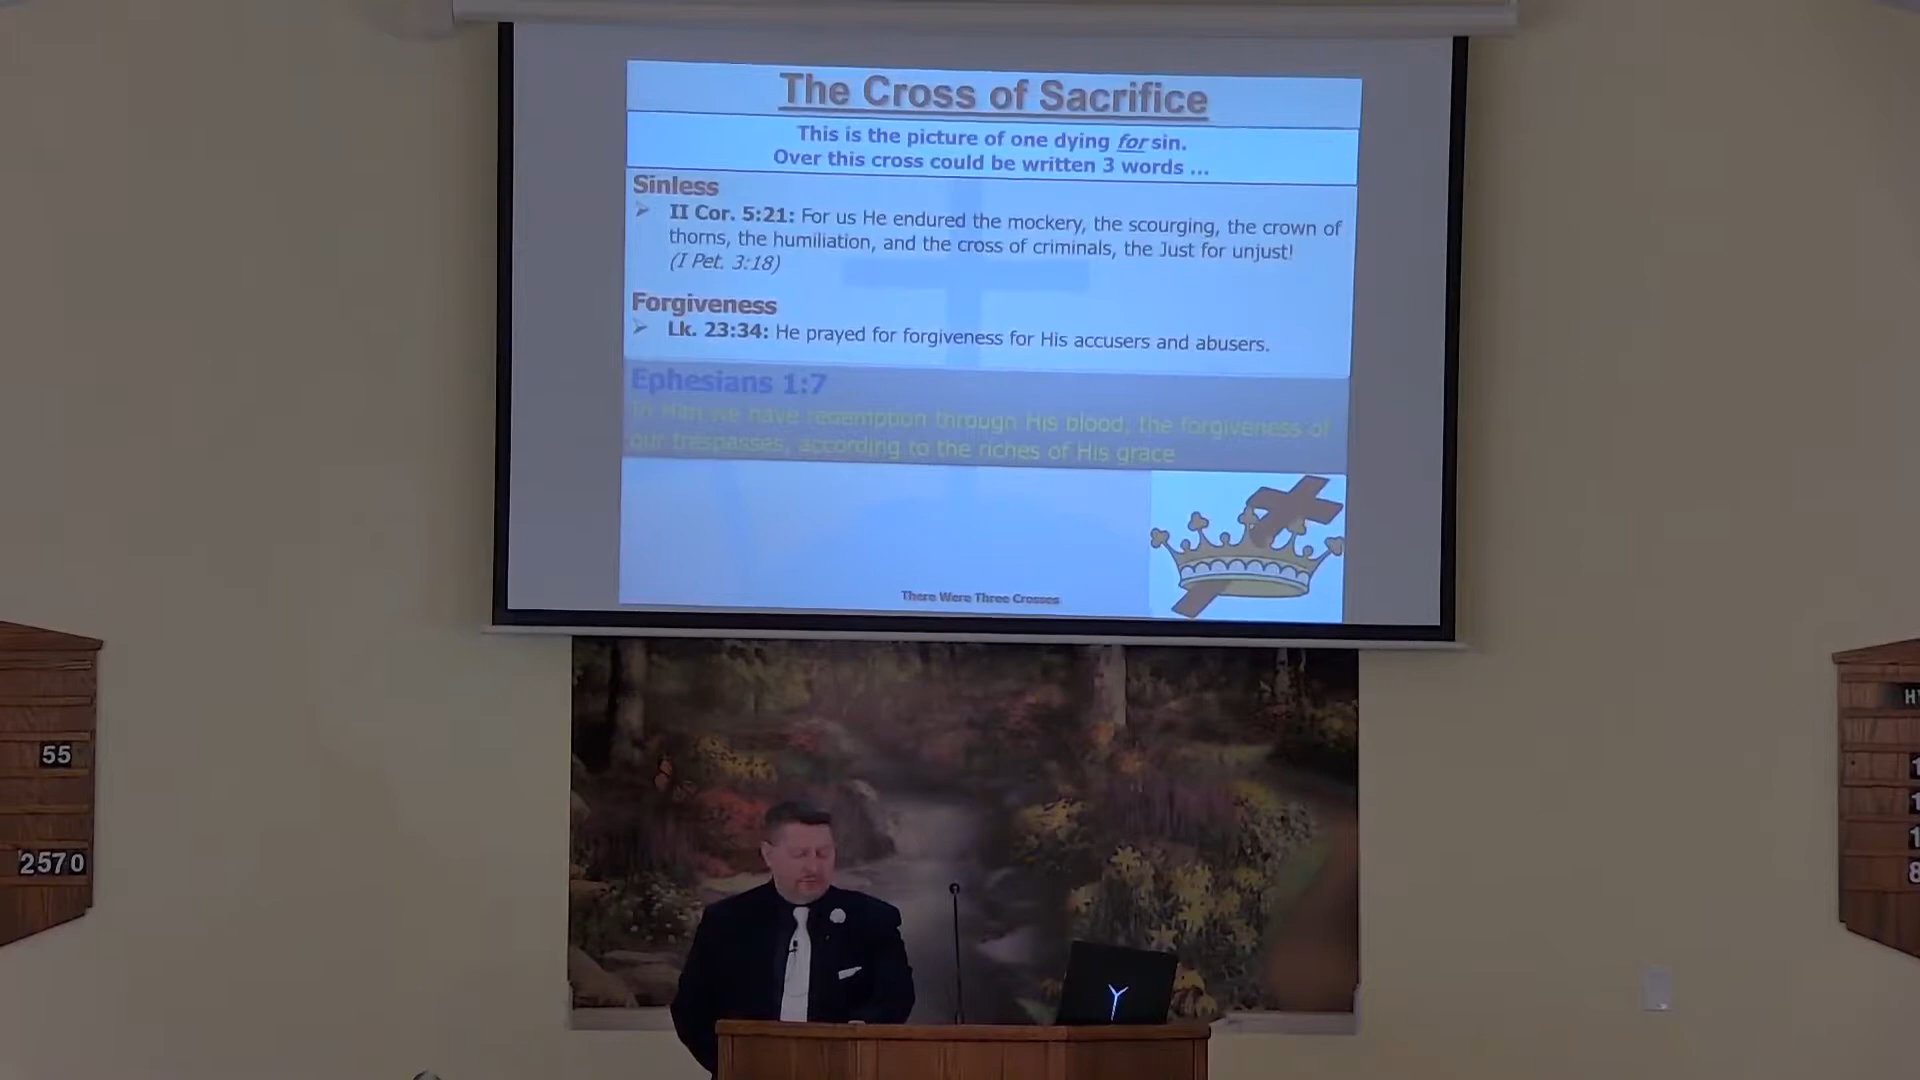 The Cross of Sacrifice
This is the picture of one dying for sin.
Over this cross could be written 3 words ...
Sinless
➤ II Cor. 5:21: For us He endured the mockery, the scourging, the crown of
thorns, the humiliation, and the cross of criminals, the Just for unjust!
(I Pet. 3:18)
Forgiveness
➤ Lk. 23:34: He prayed for forgiveness for His accusers and abusers.
Ephesians 1:7
In Him we have redemption through His blood, the forgiveness of
our trespasses, according to the riches of His grace
There Were Three Crosses
55
2570
8